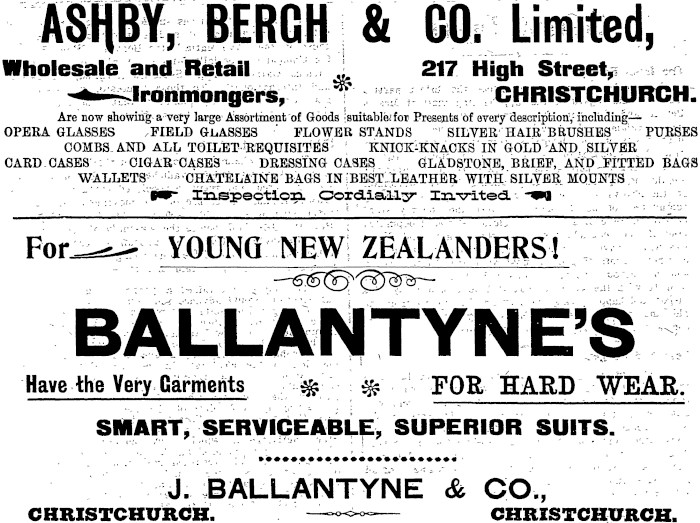 ASHBY, BERGH & CO. Limited,
Wholesale and Retail 217 High Street,
Ironmongers, CHRISTCHURCH.
Are now showing a very large Assortment of Goods suitable for Presents of every description, including—
OPERA GLASSES FIELD GLASSES FLOWER STANDS SILVER HAIR BRUSHES PURSES
COMBS AND ALL TOILET REQUISITES KNICK-KNACKS IN GOLD AND SILVER
CARD CASES CIGAR CASES DRESSING CASES GLADSTONE, BRIEF, AND FITTED BAGS
WALLETS CHATELAINE BAGS IN BEST LEATHER WITH SILVER MOUNTS
Inspection Cordially Invited
For YOUNG NEW ZEALANDERS!
BALLANTYNE'S
Have the Very Garments FOR HARD WEAR.
SMART, SERVICEABLE, SUPERIOR SUITS.
J. BALLANTYNE & CO.,
CHRISTCHURCH. CHRISTCHURCH.